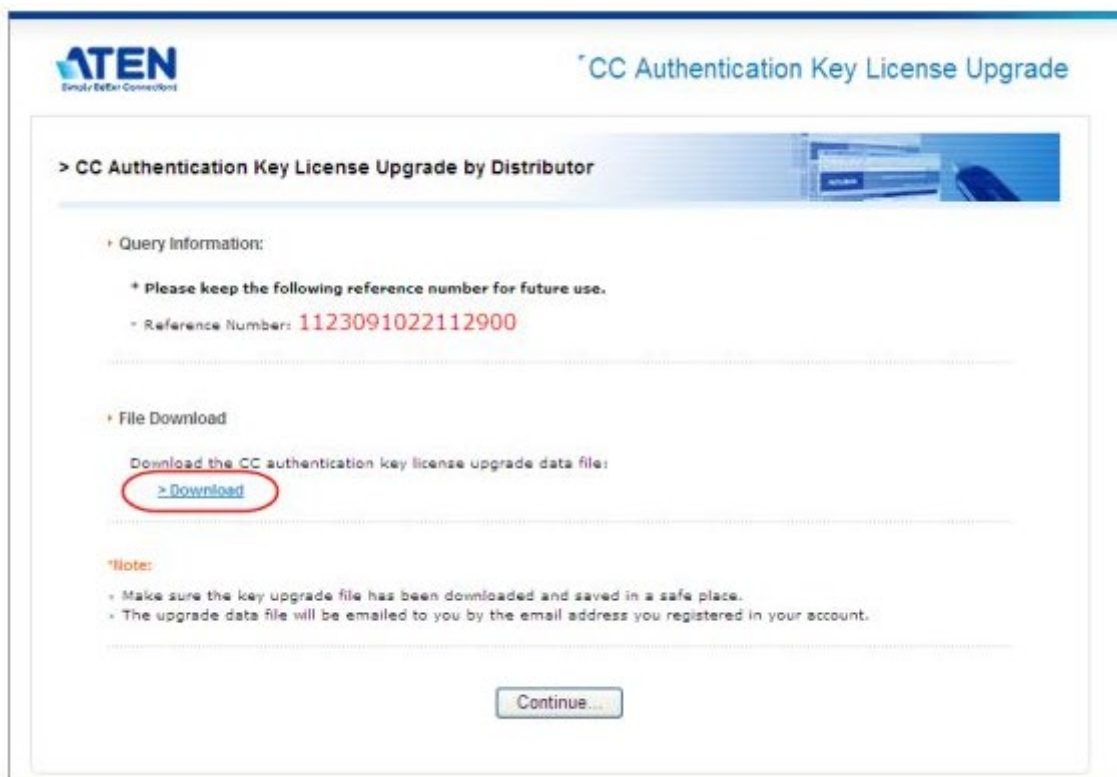 ATEN
Simply Better Connections
CC Authentication Key License Upgrade
> CC Authentication Key License Upgrade by Distributor
Query Information:
* Please keep the following reference number for future use.
- Reference Number: 1123091022112900
File Download
Download the CC authentication key license upgrade data file:
> Download
*Note:
Make sure the key upgrade file has been downloaded and saved in a safe place.
The upgrade data file will be emailed to you by the email address you registered in your account.
Continue...